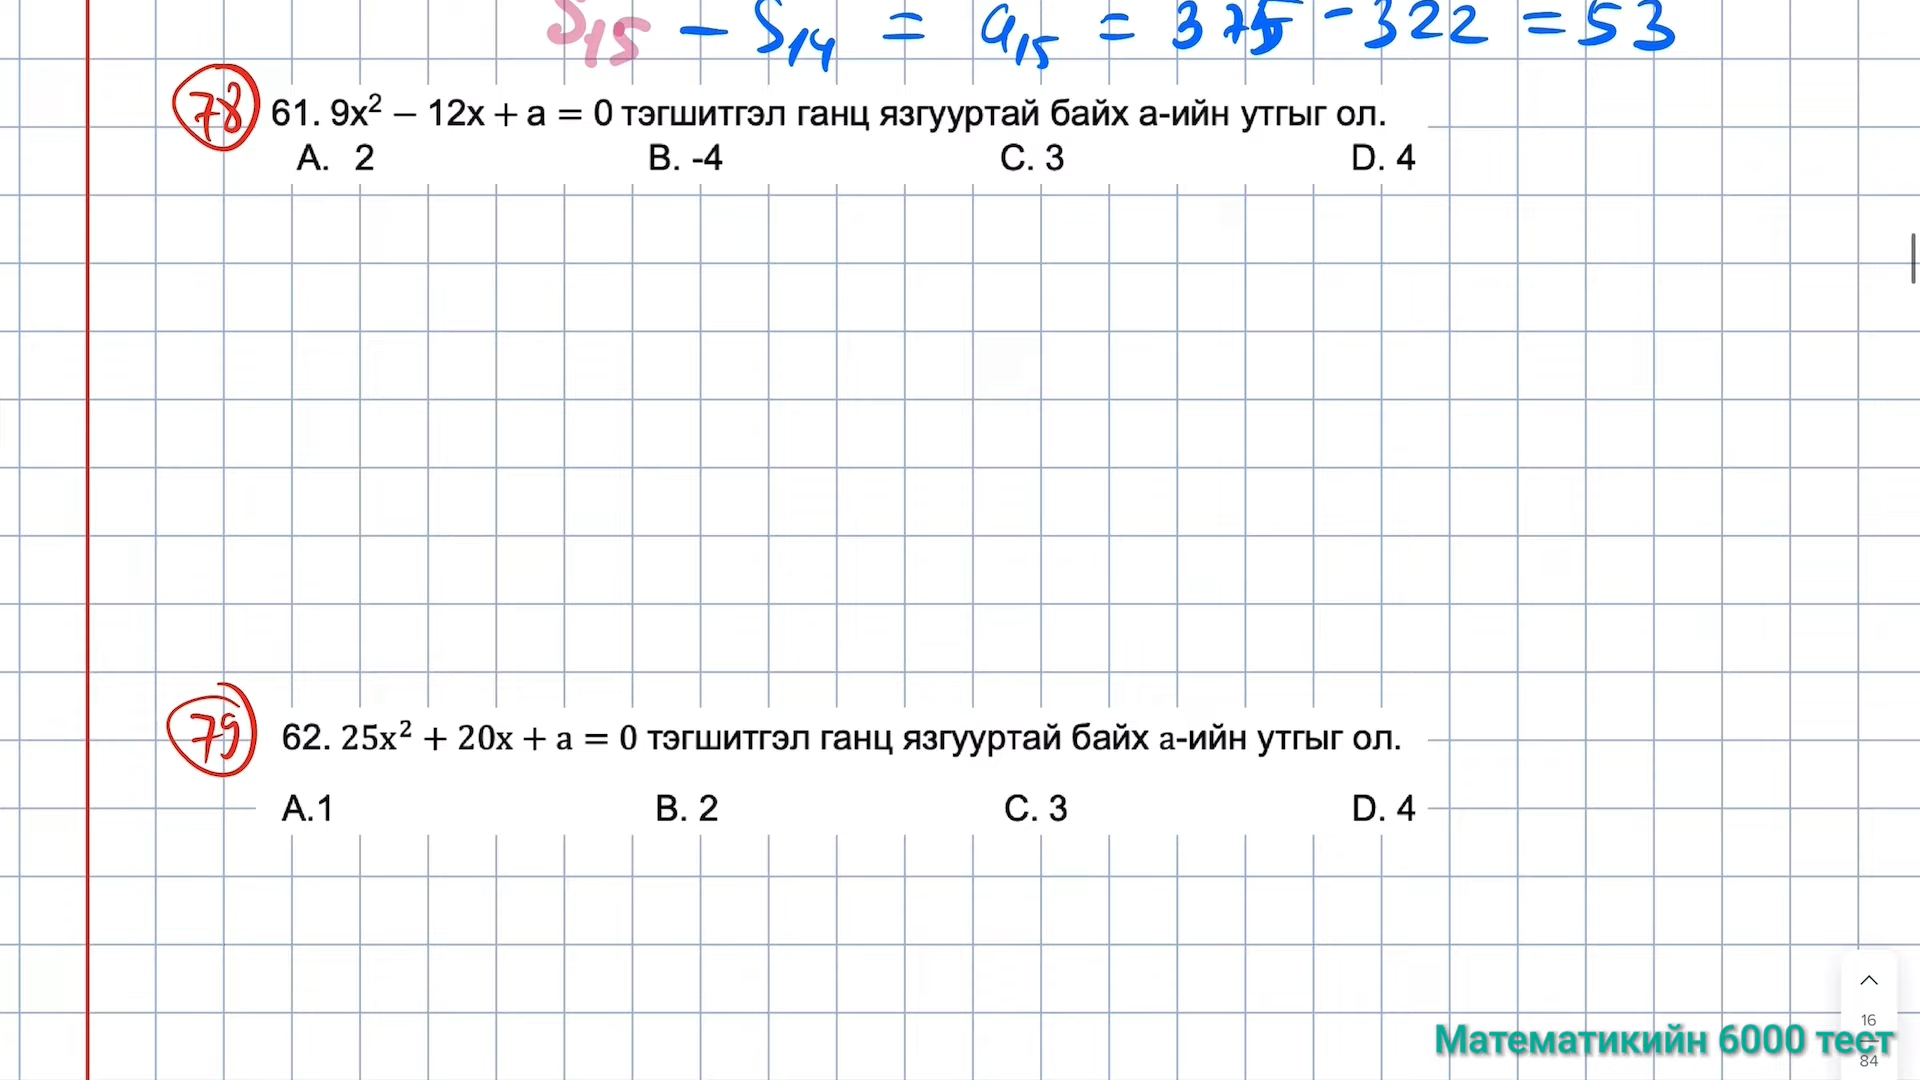 S₁₅ − S₁₄ = a₁₅ = 375 − 322 = 53
78 61. 9x² − 12x + a = 0 тэгшитгэл ганц язгууртай байх а-ийн утгыг ол.
A. 2 B. -4 C. 3 D. 4
79 62. 25x² + 20x + a = 0 тэгшитгэл ганц язгууртай байх а-ийн утгыг ол.
A.1 B. 2 C. 3 D. 4
16
84
Математикийн 6000 тест